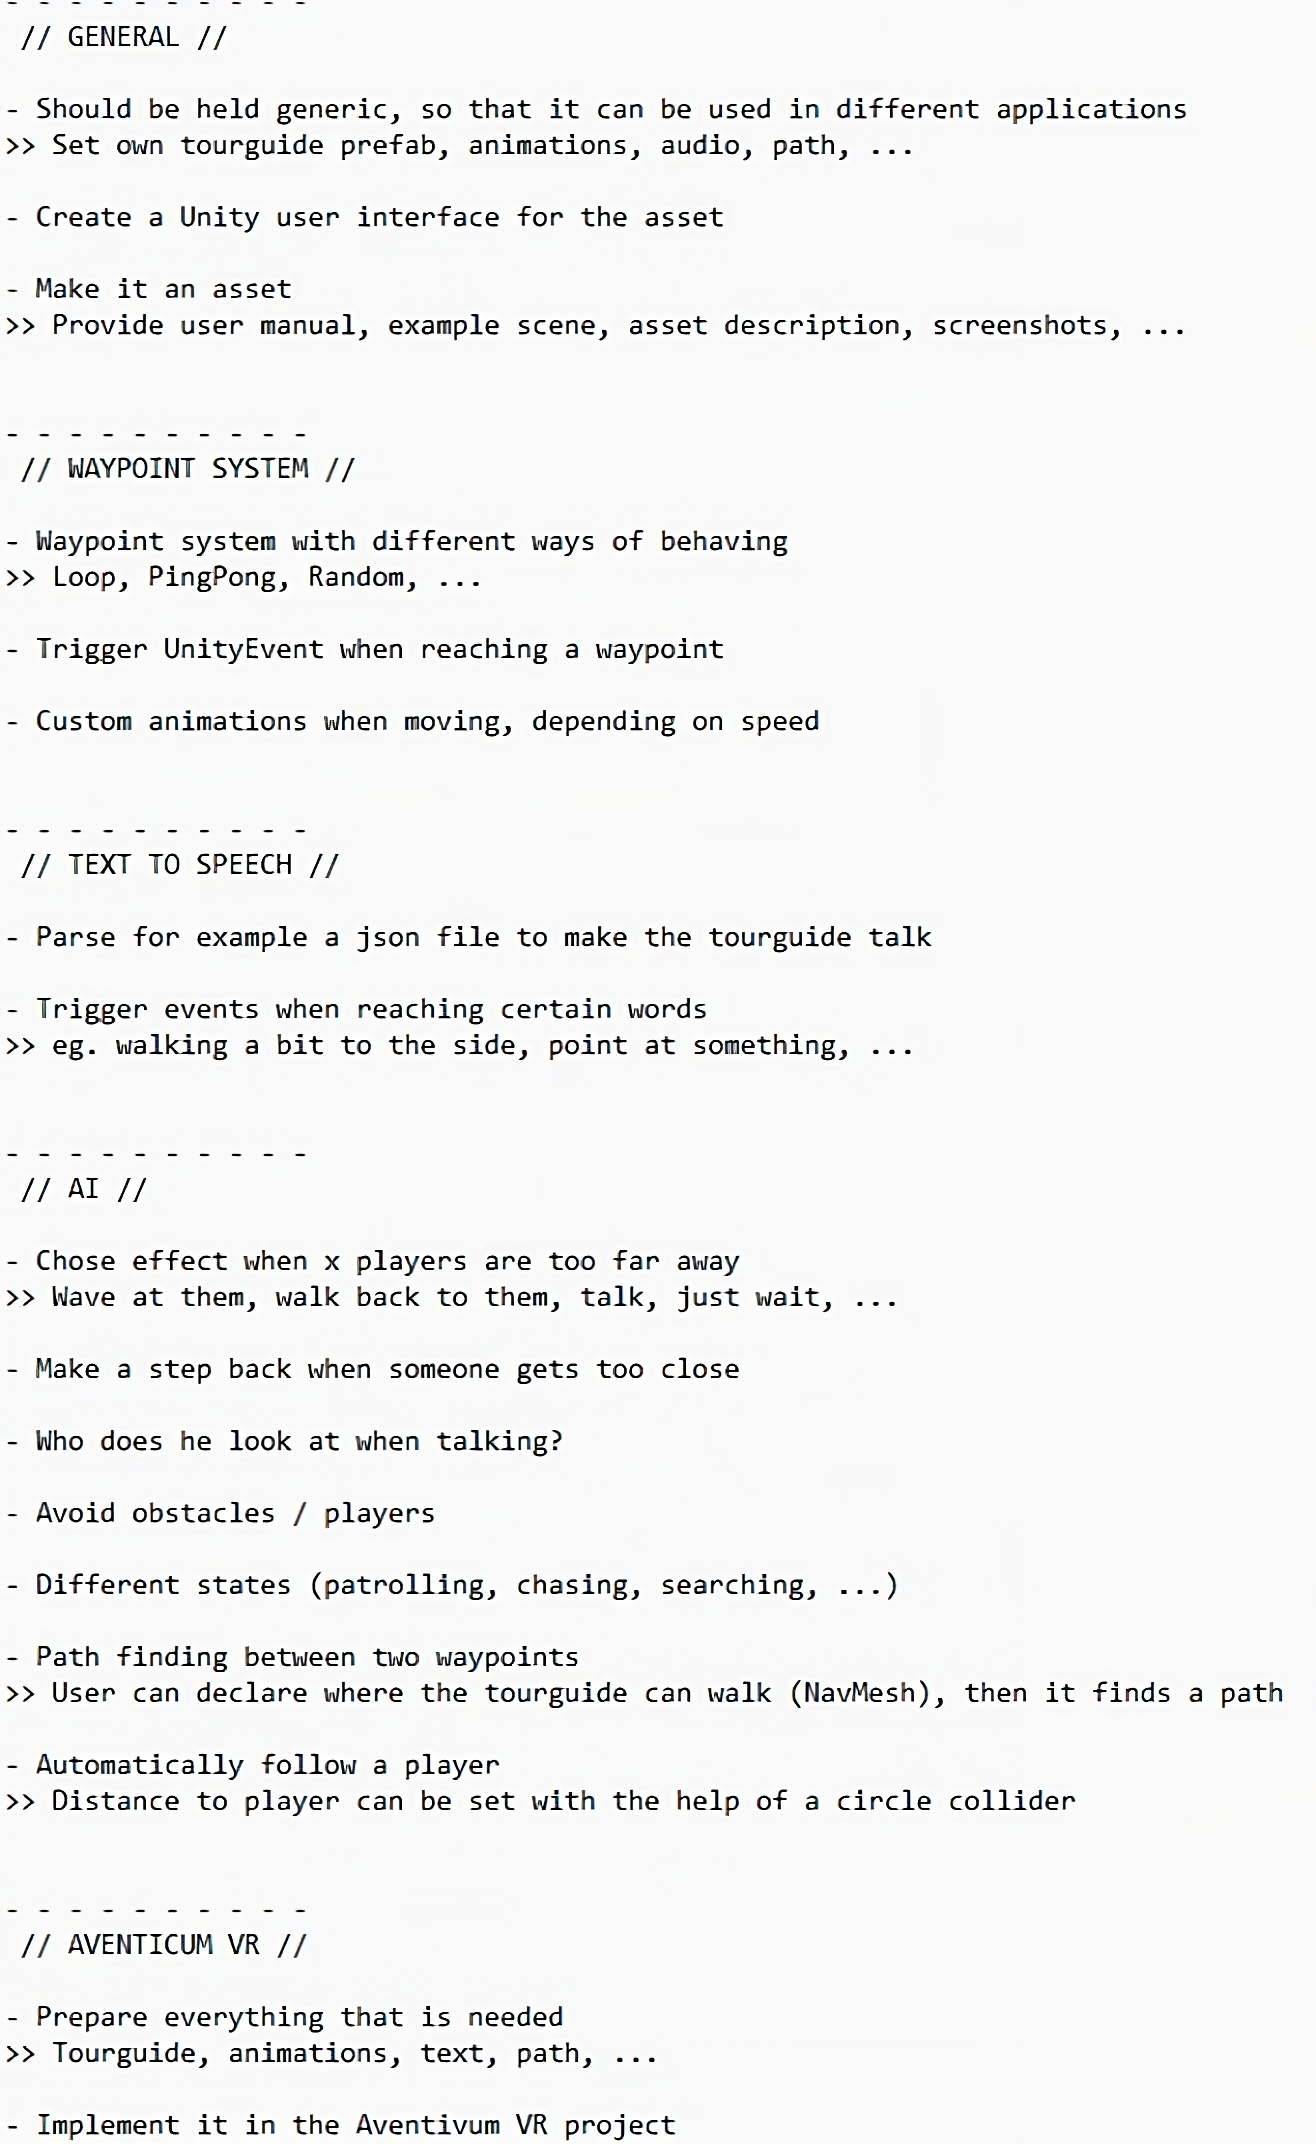 - - - - - - - - - -
// GENERAL //
- Should be held generic, so that it can be used in different applications
>> Set own tourguide prefab, animations, audio, path, ...
- Create a Unity user interface for the asset
- Make it an asset
>> Provide user manual, example scene, asset description, screenshots, ...
- - - - - - - - - -
// WAYPOINT SYSTEM //
- Waypoint system with different ways of behaving
>> Loop, PingPong, Random, ...
- Trigger UnityEvent when reaching a waypoint
- Custom animations when moving, depending on speed
- - - - - - - - - -
// TEXT TO SPEECH //
- Parse for example a json file to make the tourguide talk
- Trigger events when reaching certain words
>> eg. walking a bit to the side, point at something, ...
- - - - - - - - - -
// AI //
- Chose effect when x players are too far away
>> Wave at them, walk back to them, talk, just wait, ...
- Make a step back when someone gets too close
- Who does he look at when talking?
- Avoid obstacles / players
- Different states (patrolling, chasing, searching, ...)
- Path finding between two waypoints
>> User can declare where the tourguide can walk (NavMesh), then it finds a path
- Automatically follow a player
>> Distance to player can be set with the help of a circle collider
- - - - - - - - - -
// AVENTICUM VR //
- Prepare everything that is needed
>> Tourguide, animations, text, path, ...
- Implement it in the Aventivum VR project